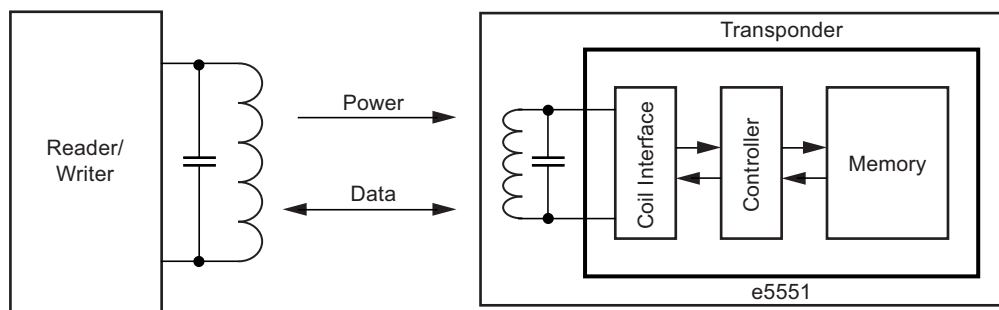 Transponder
Reader/
Writer
Power
Data
Coil Interface
Controller
Memory
e5551